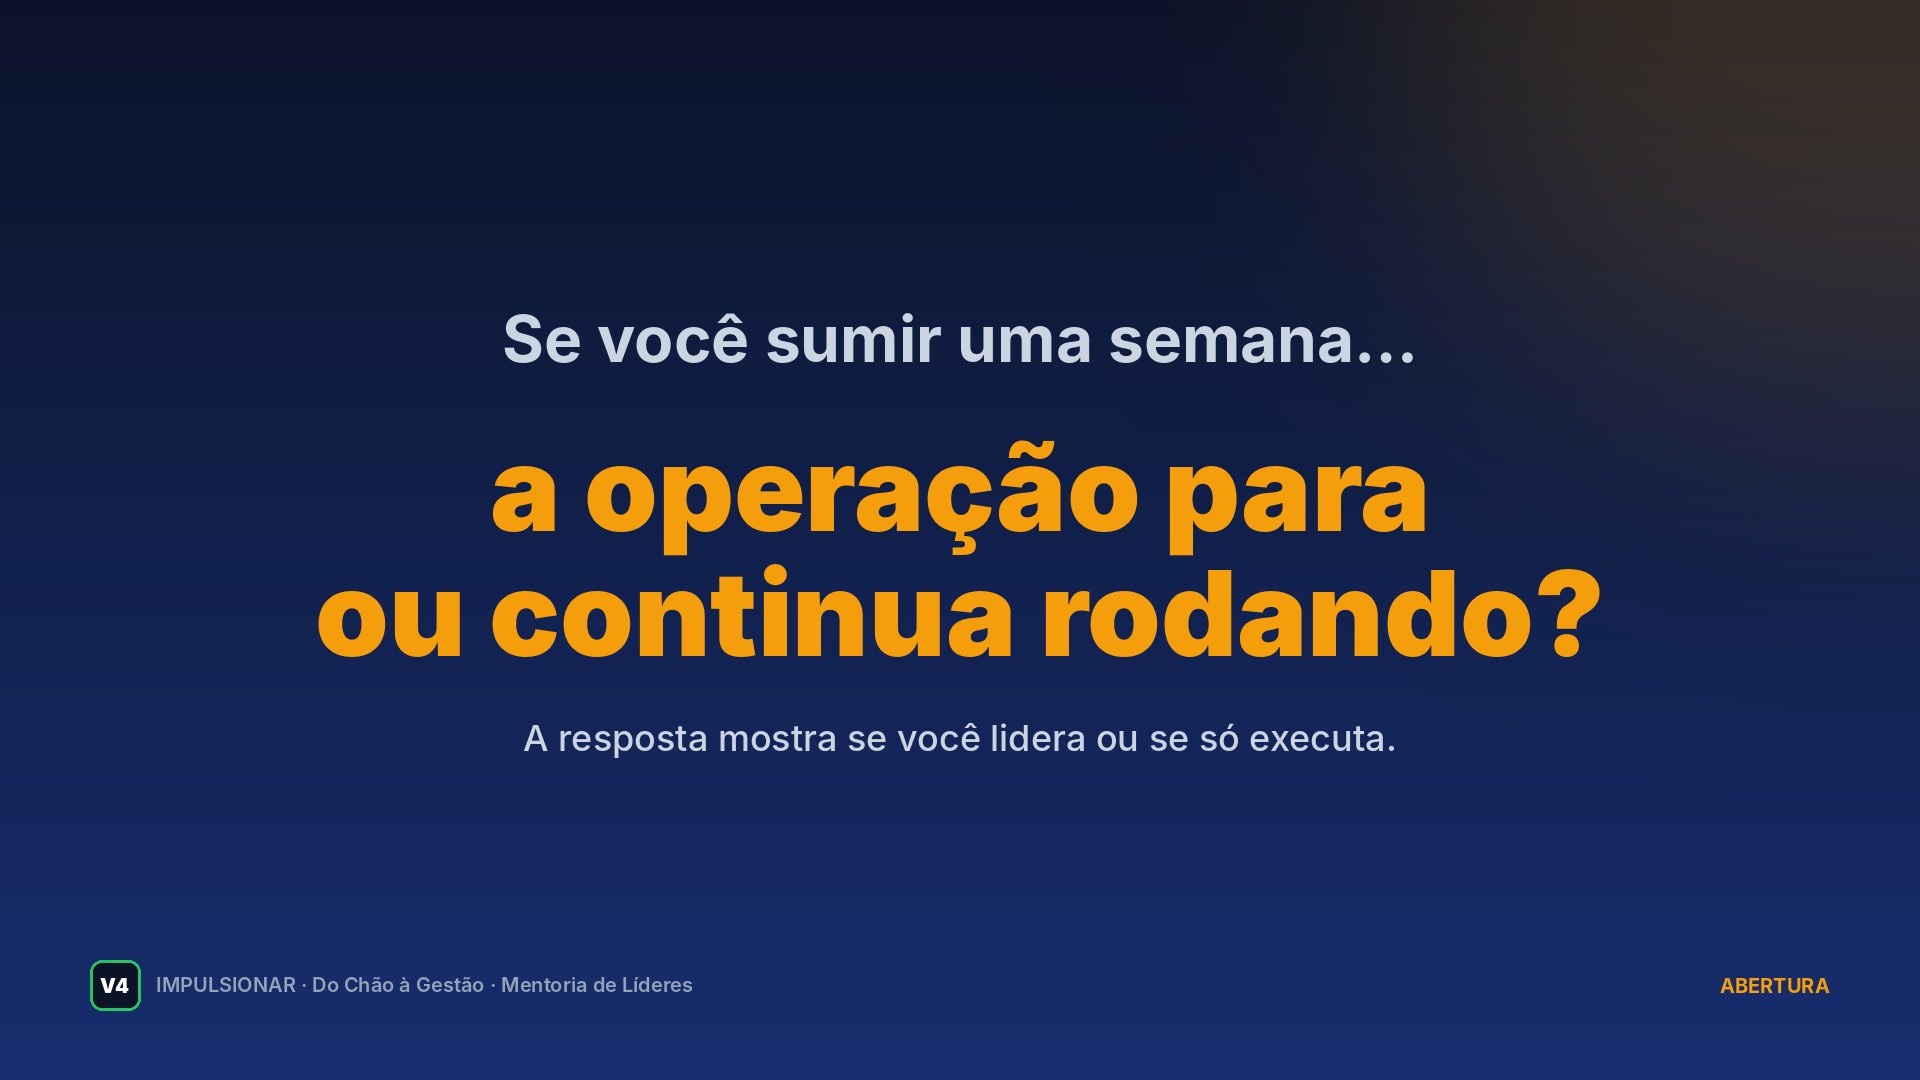 Se você sumir uma semana...
a operação para
ou continua rodando?
A resposta mostra se você lidera ou se só executa.
V4 IMPULSIONAR · Do Chão à Gestão · Mentoria de Líderes
ABERTURA